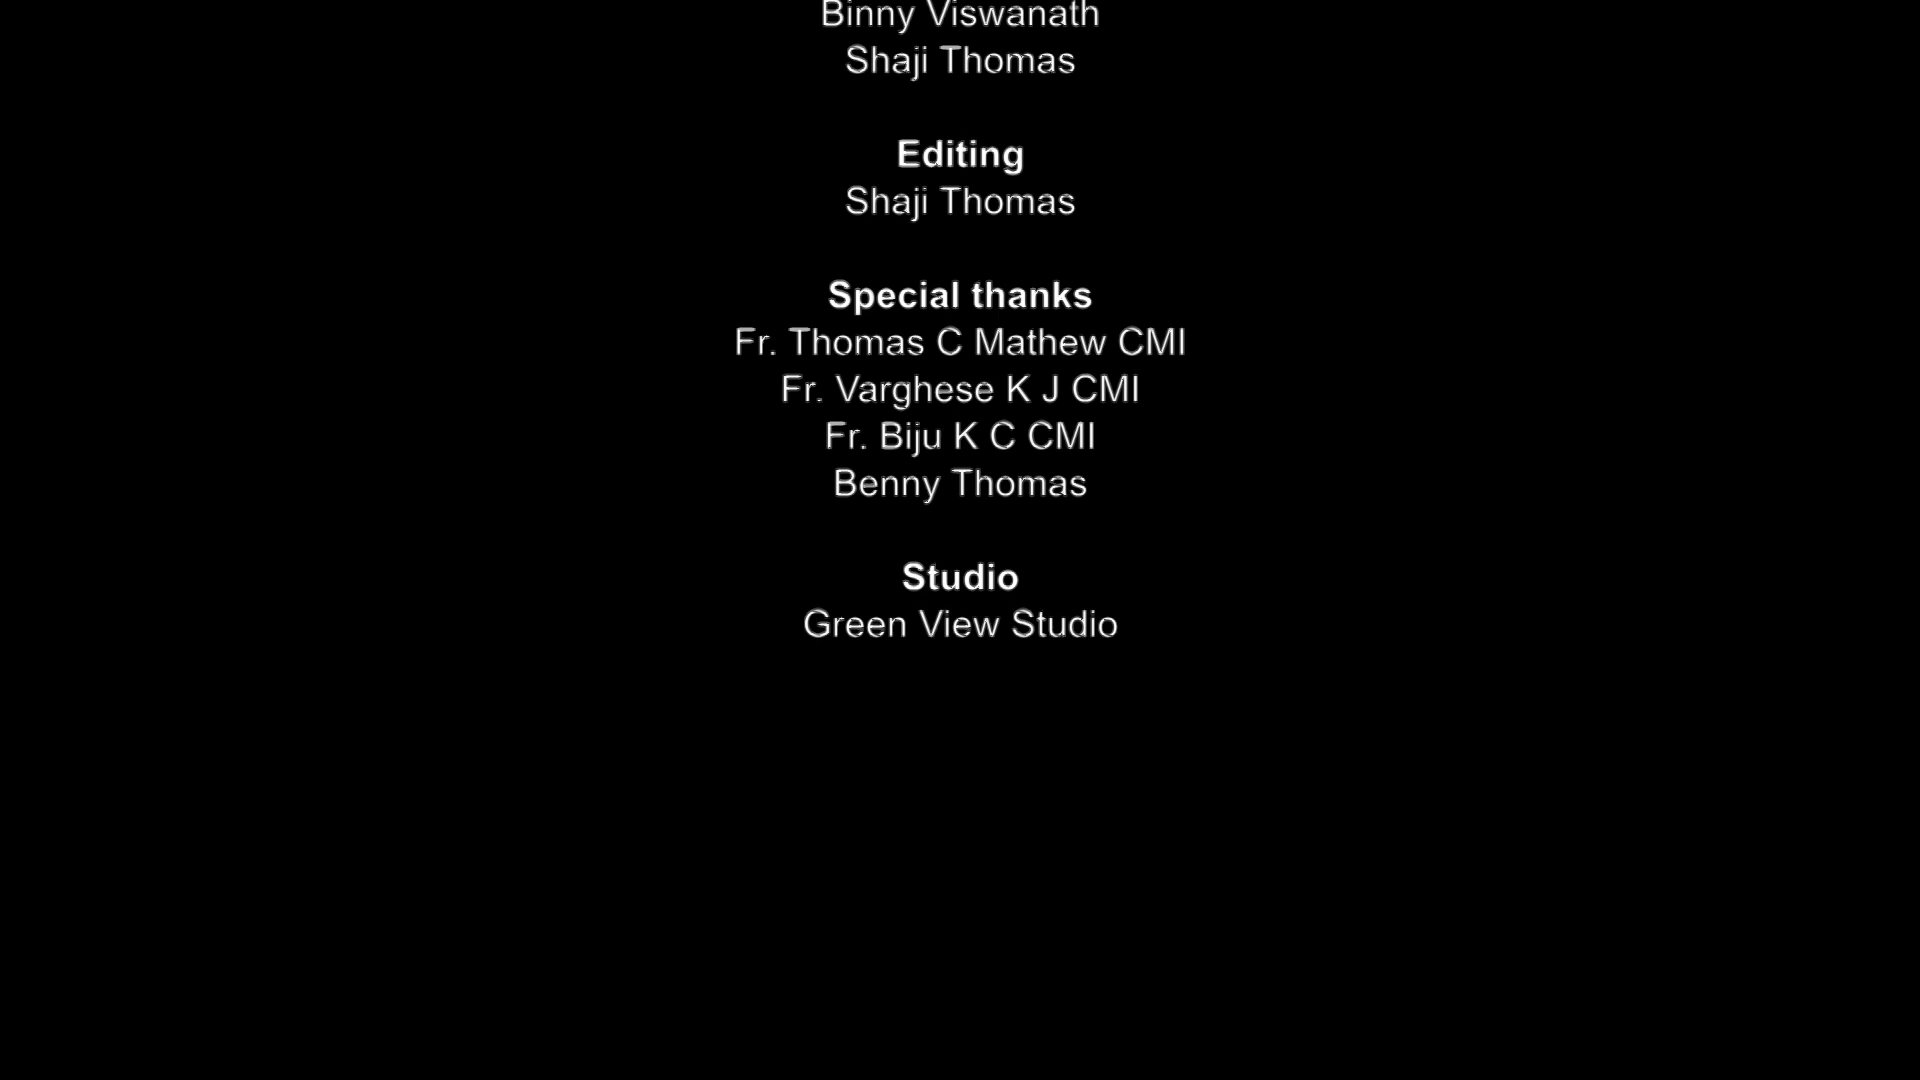 Binny Viswanath
Shaji Thomas
Editing
Shaji Thomas
Special thanks
Fr. Thomas C Mathew CMI
Fr. Varghese K J CMI
Fr. Biju K C CMI
Benny Thomas
Studio
Green View Studio